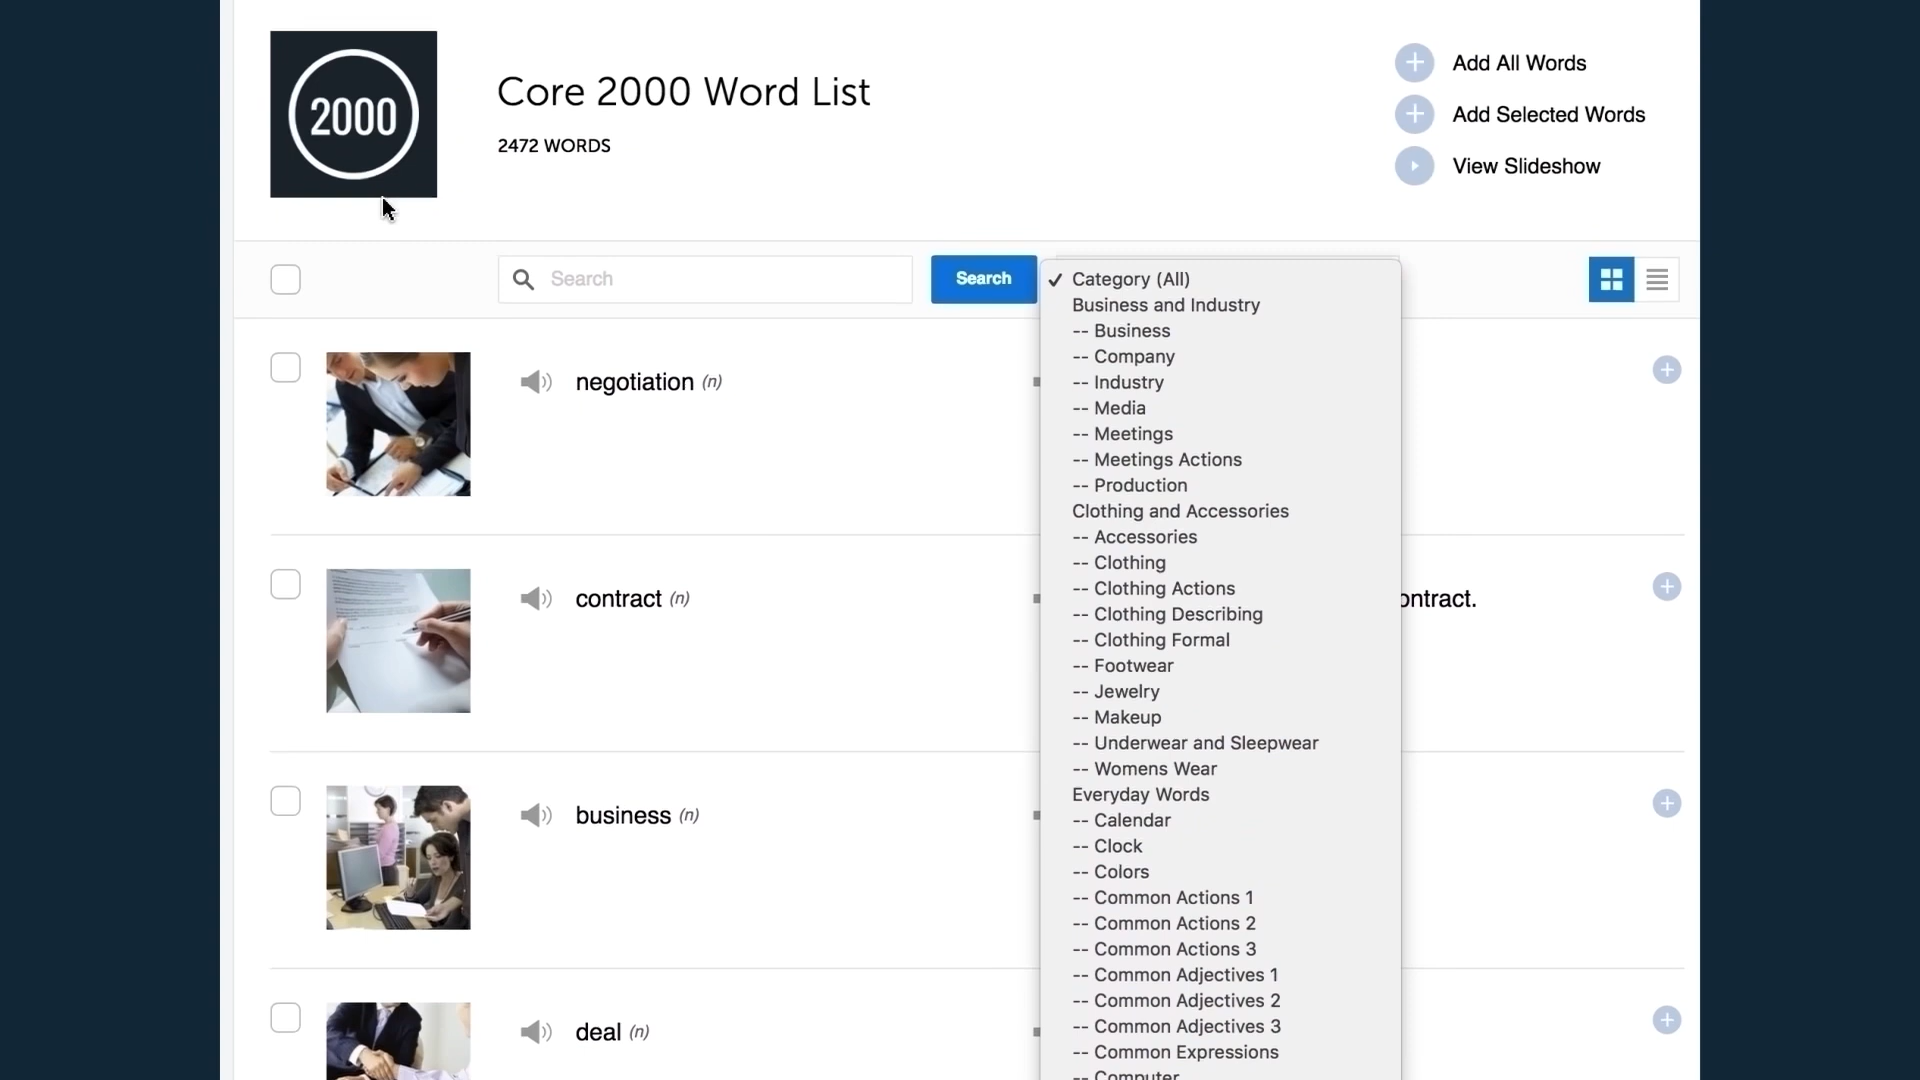 2000
Core 2000 Word List
2472 WORDS
Add All Words
Add Selected Words
View Slideshow
Search
Search
✓ Category (All)
Business and Industry
-- Business
-- Company
-- Industry
-- Media
-- Meetings
-- Meetings Actions
-- Production
Clothing and Accessories
-- Accessories
-- Clothing
-- Clothing Actions
-- Clothing Describing
-- Clothing Formal
-- Footwear
-- Jewelry
-- Makeup
-- Underwear and Sleepwear
-- Womens Wear
Everyday Words
-- Calendar
-- Clock
-- Colors
-- Common Actions 1
-- Common Actions 2
-- Common Actions 3
-- Common Adjectives 1
-- Common Adjectives 2
-- Common Adjectives 3
-- Common Expressions
-- Computer
negotiation (n)
contract (n)
ontract.
business (n)
deal (n)